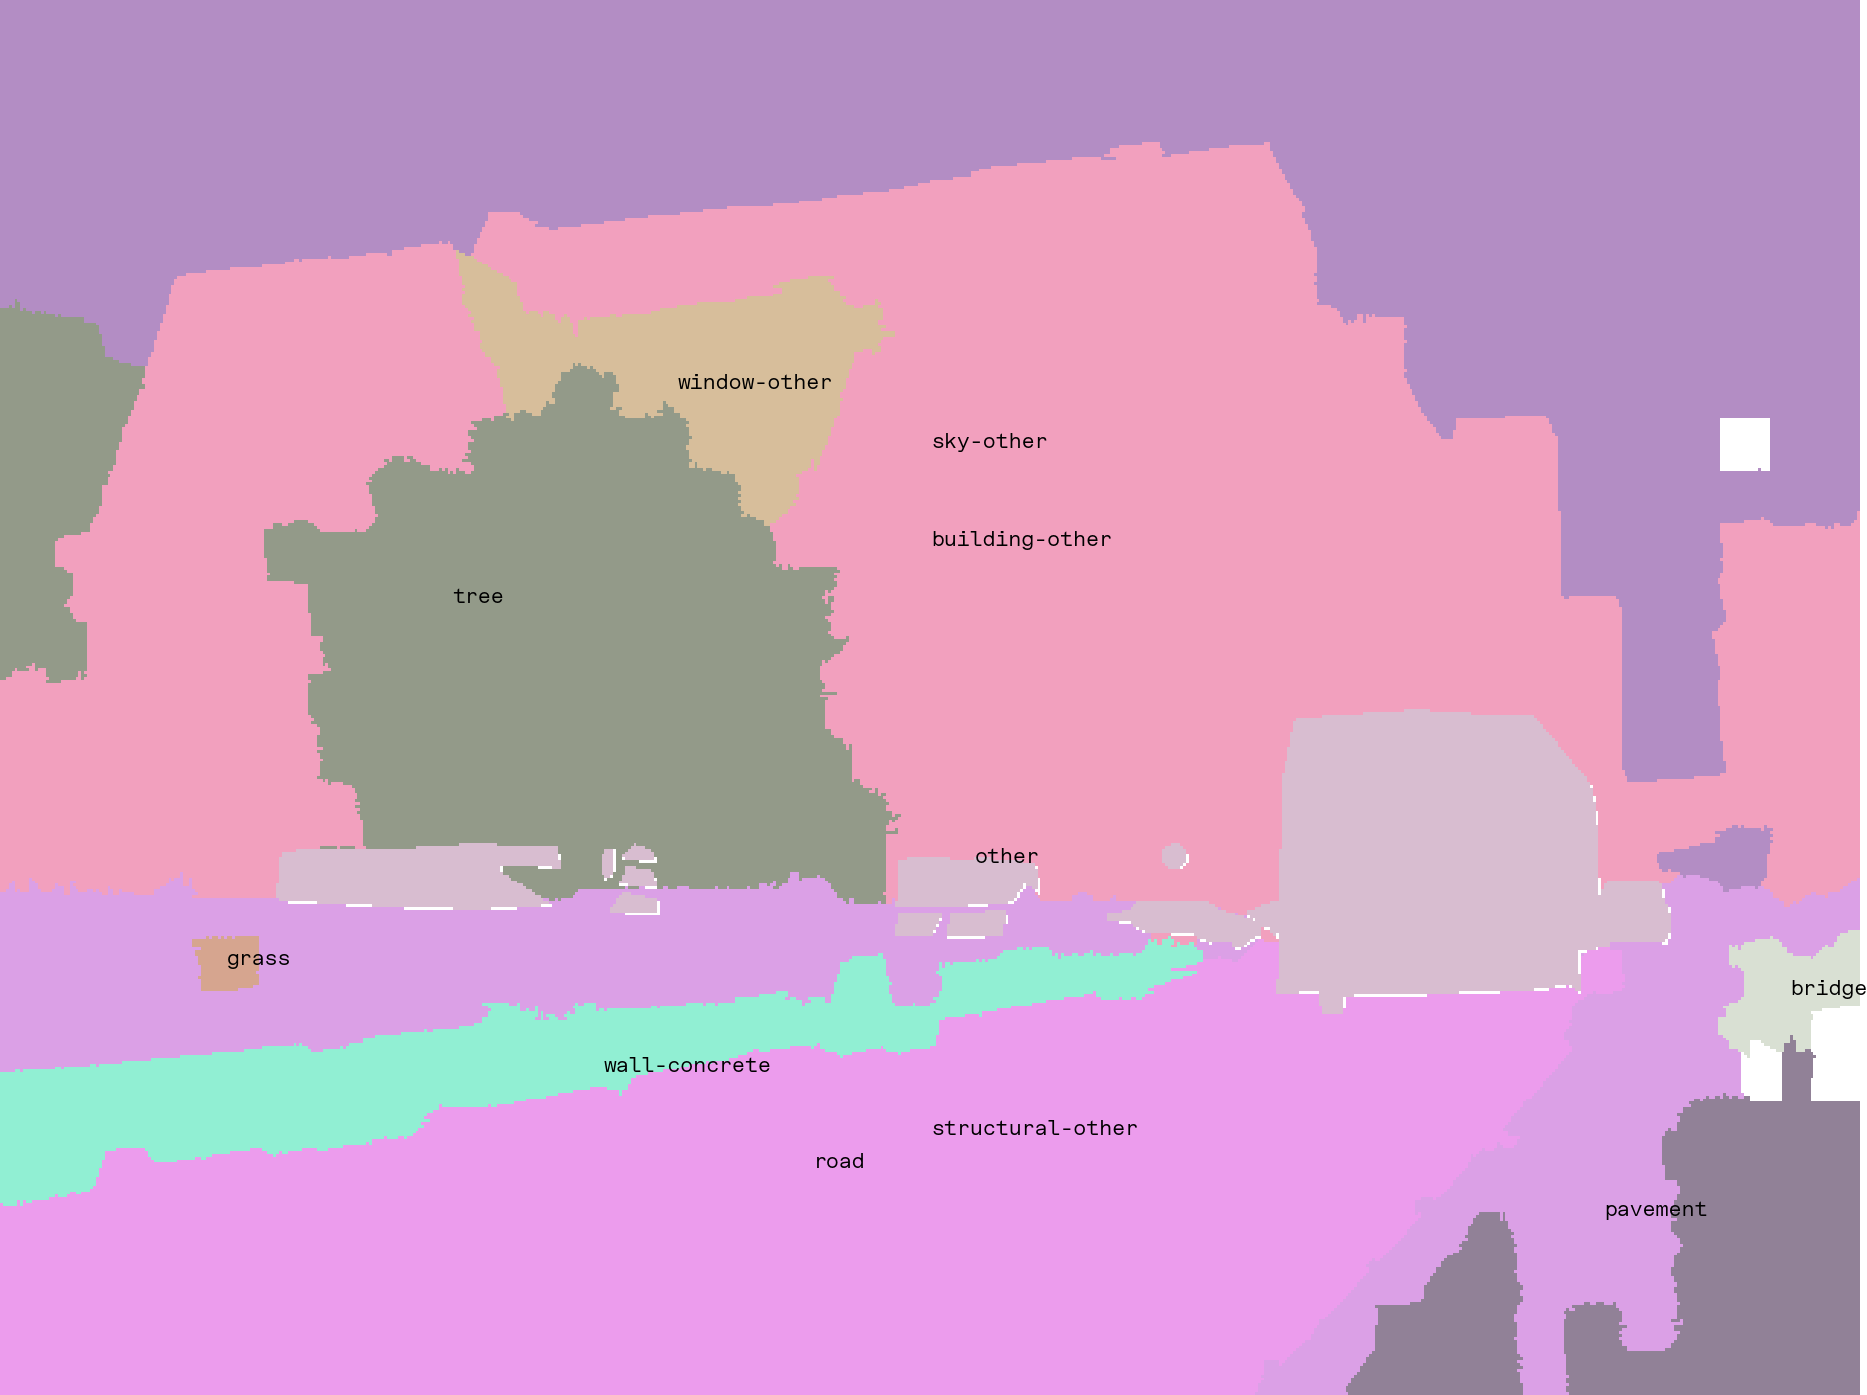 window-other
sky-other
building-other
tree
other
grass
bridge
wall-concrete
structural-other
road
pavement